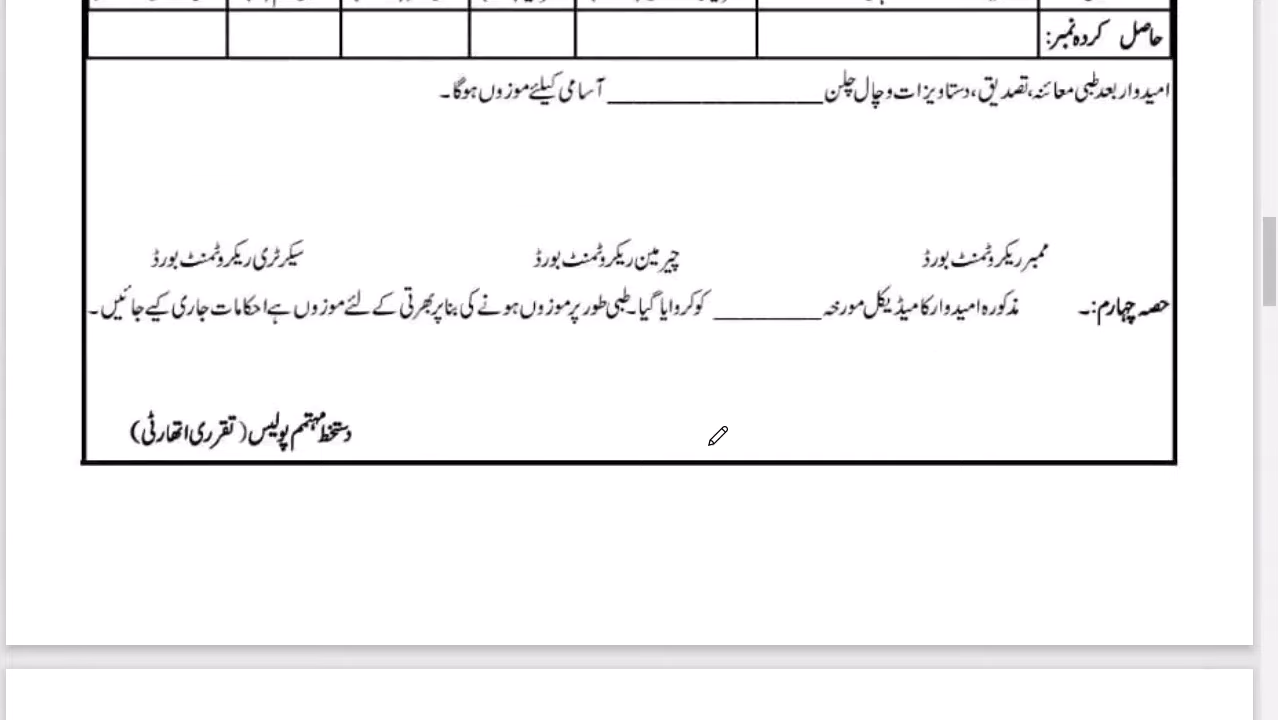 حاصل کردہ نمبر:
امیدوار بعد طبی معائنہ، تصدیق، دستاویزات و چال چلن ________________ آسامی کیلئے موزوں ہوگا۔
ممبر ریکروٹمنٹ بورڈ چیرمین ریکروٹمنٹ بورڈ سیکرٹری ریکروٹمنٹ بورڈ
حصہ چہارم:۔ مذکورہ امیدوار کا میڈیکل مورخہ ________ کو کروایا گیا۔ طبی طور پر موزوں ہونے کی بنا پر بھرتی کے لئے موزوں ہے احکامات جاری کیے جائیں۔
دستخط مہتمم پولیس (تقرری اتھارٹی)